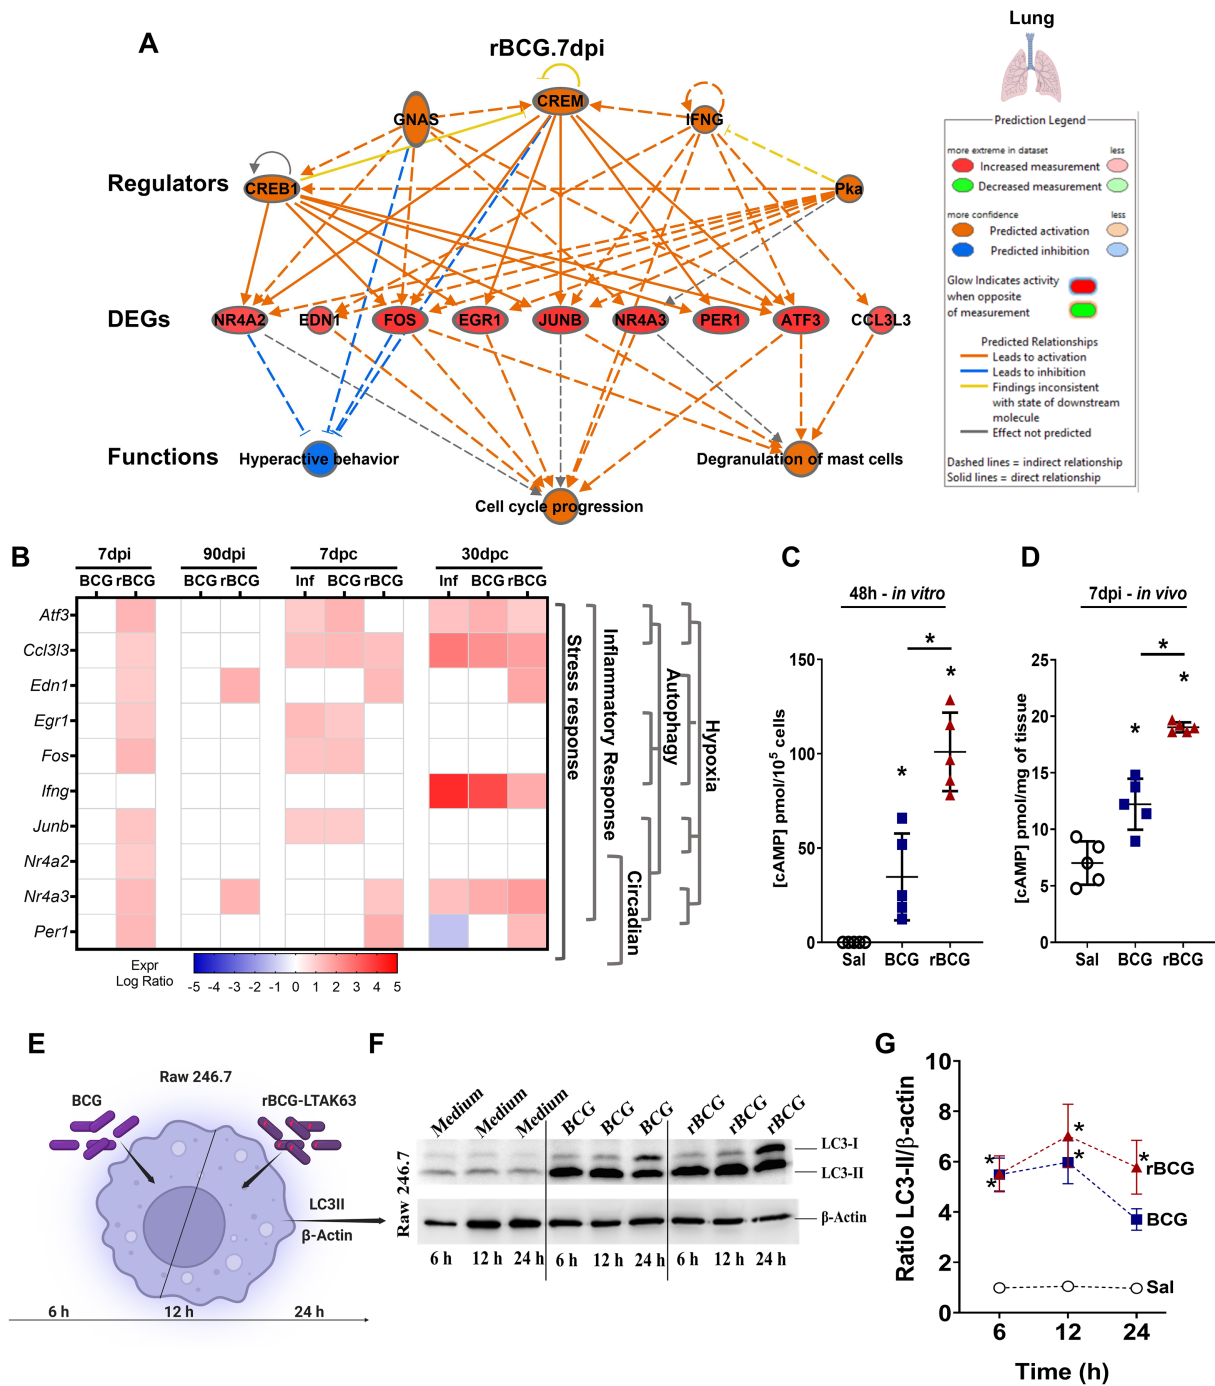 A
rBCG.7dpi
Lung
GNAS
CREM
IFNG
Regulators
CREB1
Pka
DEGs
NR4A2
EDN1
FOS
EGR1
JUNB
NR4A3
PER1
ATF3
CCL3L3
Functions
Hyperactive behavior
Degranulation of mast cells
Cell cycle progression
Prediction Legend
more extreme in dataset
less
Increased measurement
Decreased measurement
more confidence
less
Predicted activation
Predicted inhibition
Glow Indicates activity
when opposite
of measurement
Predicted Relationships
Leads to activation
Leads to inhibition
Findings inconsistent
with state of downstream
molecule
Effect not predicted
Dashed lines = indirect relationship
Solid lines = direct relationship
B
7dpi 90dpi 7dpc 30dpc
BCG rBCG BCG rBCG Inf BCG rBCG Inf BCG rBCG
Atf3
Ccl3l3
Edn1
Egr1
Fos
Ifng
Junb
Nr4a2
Nr4a3
Per1
Stress response
Inflammatory Response
Circadian
Autophagy
Hypoxia
Expr
Log Ratio
-5 -4 -3 -2 -1 0 1 2 3 4 5
C
48h - in vitro
*
*
*
[cAMP] pmol/10⁵ cells
150
100
50
0
Sal BCG rBCG
D
7dpi - in vivo
*
*
*
[cAMP] pmol/mg of tissue
25
20
15
10
5
0
Sal BCG rBCG
E
Raw 246.7
BCG
rBCG-LTAK63
LC3II
β-Actin
6 h 12 h 24 h
F
Medium Medium Medium BCG BCG BCG rBCG rBCG rBCG
Raw 246.7
LC3-I
LC3-II
β-Actin
6 h 12 h 24 h 6 h 12 h 24 h 6 h 12 h 24 h
G
Ratio LC3-II/β-actin
10
8
6
4
2
0
*
*
*
*
*
rBCG
BCG
Sal
6 12 24
Time (h)